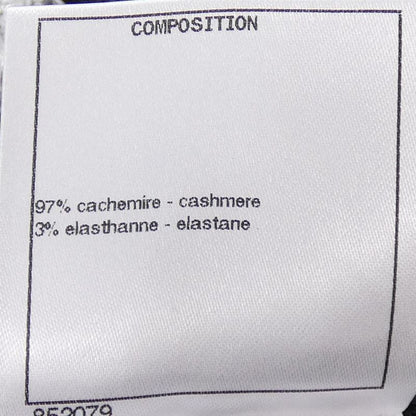 COMPOSITION
97% cachemire - cashmere
3% elasthanne - elastane
852079